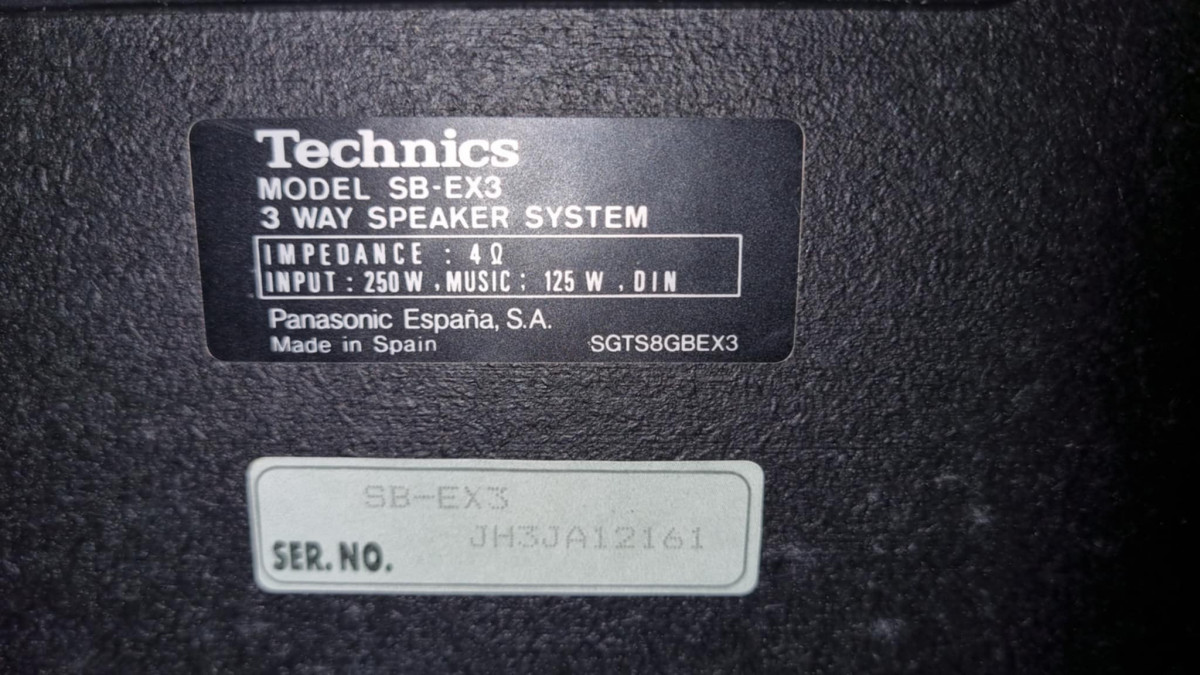 Technics
MODEL SB-EX3
3 WAY SPEAKER SYSTEM
IMPEDANCE : 4 Ω
INPUT : 250 W , MUSIC ; 125 W , DIN
Panasonic España, S.A.
Made in Spain SGTS8GBEX3
SB-EX3
JH3JA12161
SER. NO.